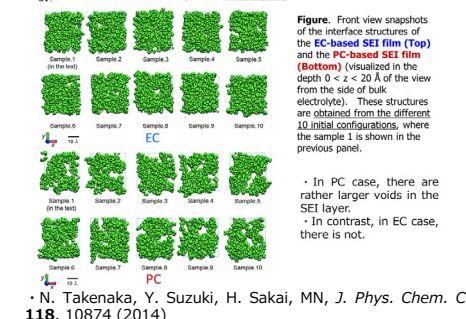 Sample.1
(in the text)
Sample.2
Sample.3
Sample.4
Sample.5
Sample.6
Sample.7
Sample.8
Sample.9
Sample.10
y
x
10 Å
EC
Sample.1
(in the text)
Sample.2
Sample.3
Sample.4
Sample.5
Sample.6
Sample.7
Sample.8
Sample.9
Sample.10
y
x
10 Å
PC
Figure. Front view snapshots
of the interface structures of
the EC-based SEI film (Top)
and the PC-based SEI film
(Bottom) (visualized in the
depth 0 < z < 20 Å of the view
from the side of bulk
electrolyte). These structures
are obtained from the different
10 initial configurations, where
the sample 1 is shown in the
previous panel.
・In PC case, there are
rather larger voids in the
SEI layer.
・In contrast, in EC case,
there is not.
・N. Takenaka, Y. Suzuki, H. Sakai, MN, J. Phys. Chem. C
118, 10874 (2014)